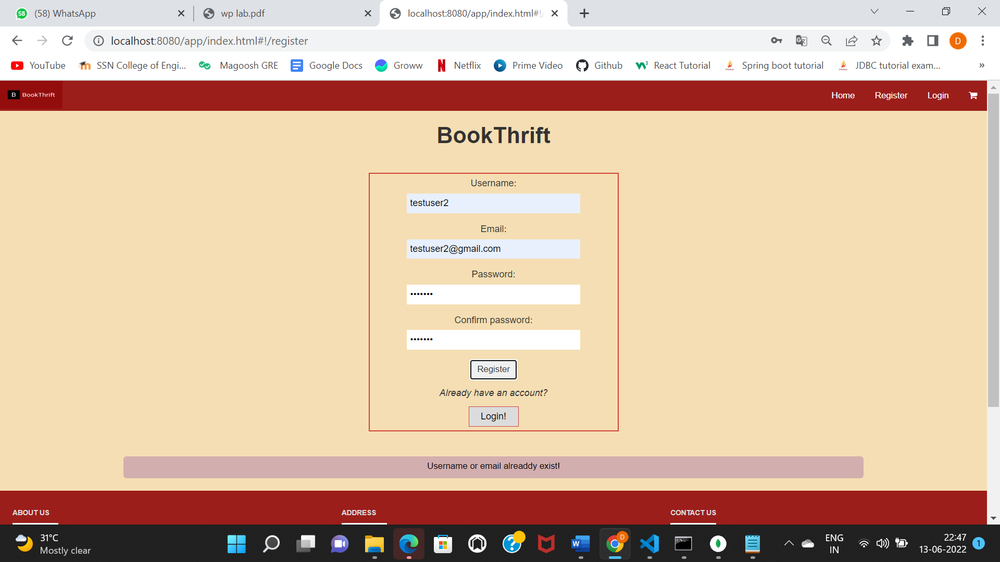 58 (58) WhatsApp
wp lab.pdf
localhost:8080/app/index.html#!/
localhost:8080/app/index.html#!/register
D
YouTube
SSN College of Engi...
Magoosh GRE
Google Docs
Groww
Netflix
Prime Video
Github
React Tutorial
Spring boot tutorial
JDBC tutorial exam...
»
B BookThrift
Home
Register
Login
BookThrift
Username:
testuser2
Email:
testuser2@gmail.com
Password:
•••••••
Confirm password:
•••••••
Register
Already have an account?
Login!
Username or email alreaddy exist!
ABOUT US
ADDRESS
CONTACT US
31°C
Mostly clear
W
D
ENG
IN
22:47
13-06-2022
1